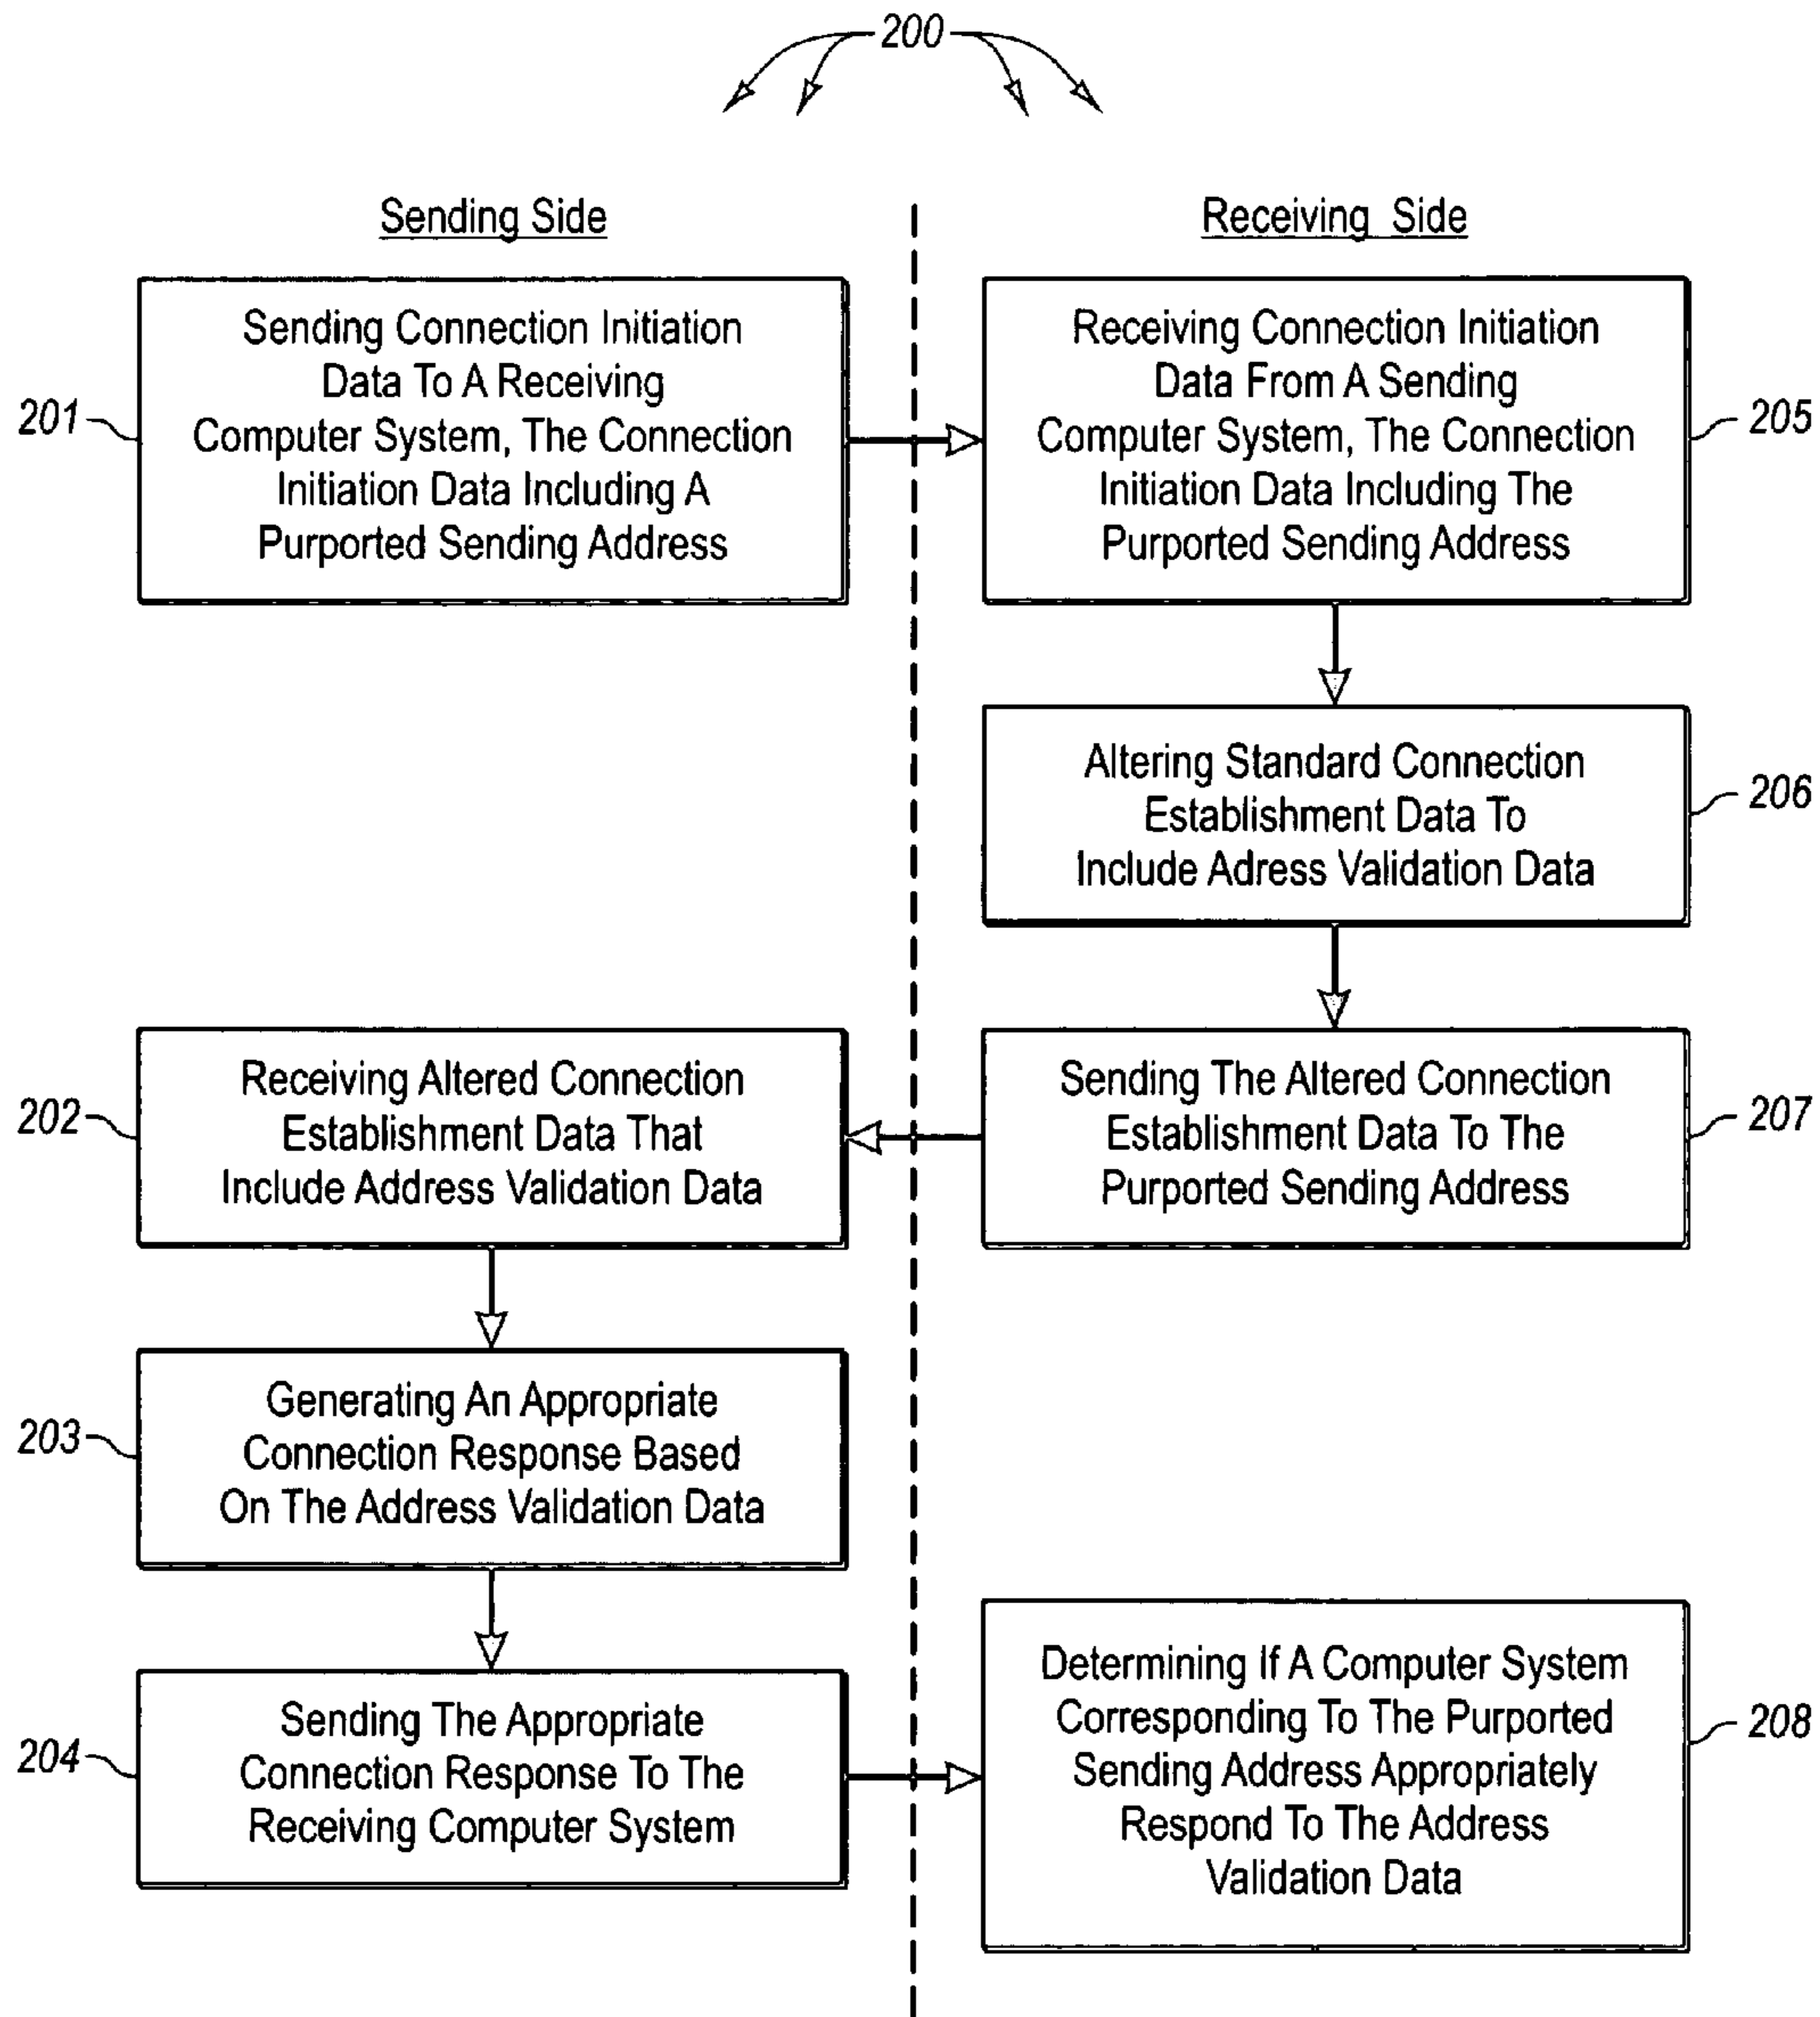 200
Sending Side
Receiving Side
201
Sending Connection Initiation
Data To A Receiving
Computer System, The Connection
Initiation Data Including A
Purported Sending Address
Receiving Connection Initiation
Data From A Sending
Computer System, The Connection
Initiation Data Including The
Purported Sending Address
205
Altering Standard Connection
Establishment Data To
Include Adress Validation Data
206
202
Receiving Altered Connection
Establishment Data That
Include Address Validation Data
Sending The Altered Connection
Establishment Data To The
Purported Sending Address
207
203
Generating An Appropriate
Connection Response Based
On The Address Validation Data
204
Sending The Appropriate
Connection Response To The
Receiving Computer System
Determining If A Computer System
Corresponding To The Purported
Sending Address Appropriately
Respond To The Address
Validation Data
208